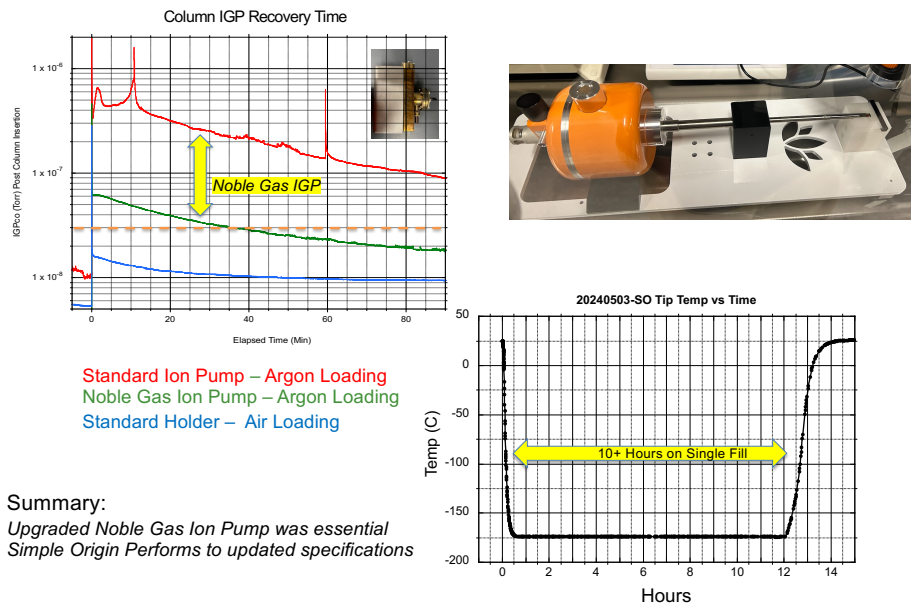 Column IGP Recovery Time
IGPco (Torr) Post Column Insertion
1 x 10⁻⁶
1 x 10⁻⁷
1 x 10⁻⁸
Noble Gas IGP
0 20 40 60 80
Elapsed Time (Min)
Standard Ion Pump – Argon Loading
Noble Gas Ion Pump – Argon Loading
Standard Holder – Air Loading
Summary:
Upgraded Noble Gas Ion Pump was essential
Simple Origin Performs to updated specifications
20240503-SO Tip Temp vs Time
Temp (C)
50
0
-50
-100
-150
-200
10+ Hours on Single Fill
0 2 4 6 8 10 12 14
Hours